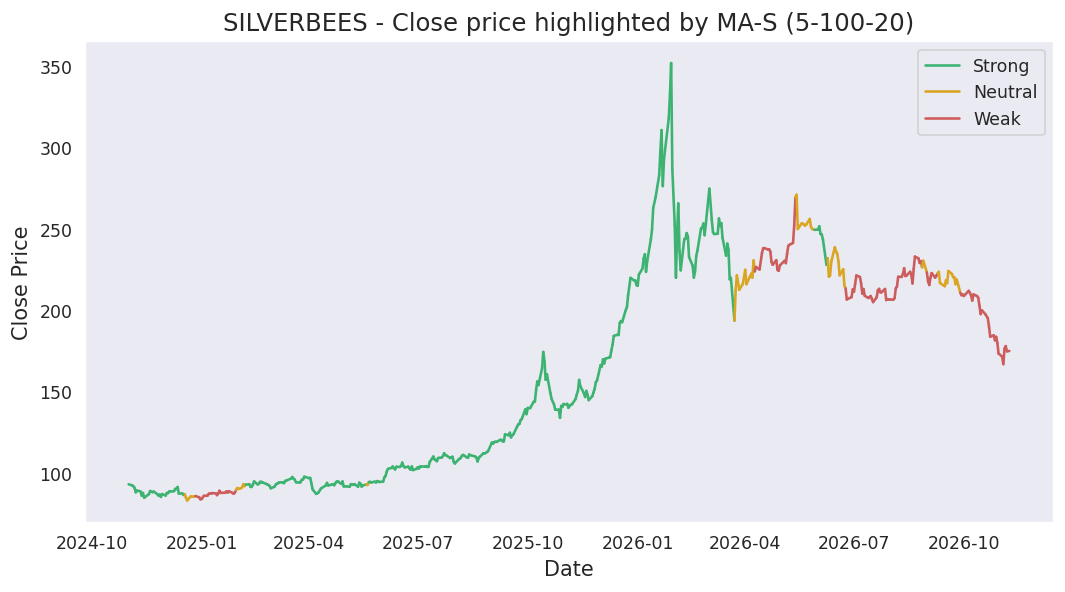 SILVERBEES - Close price highlighted by MA-S (5-100-20)
Strong
Neutral
Weak
350
300
250
200
150
100
Close Price
2024-10 2025-01 2025-04 2025-07 2025-10 2026-01 2026-04 2026-07 2026-10
Date